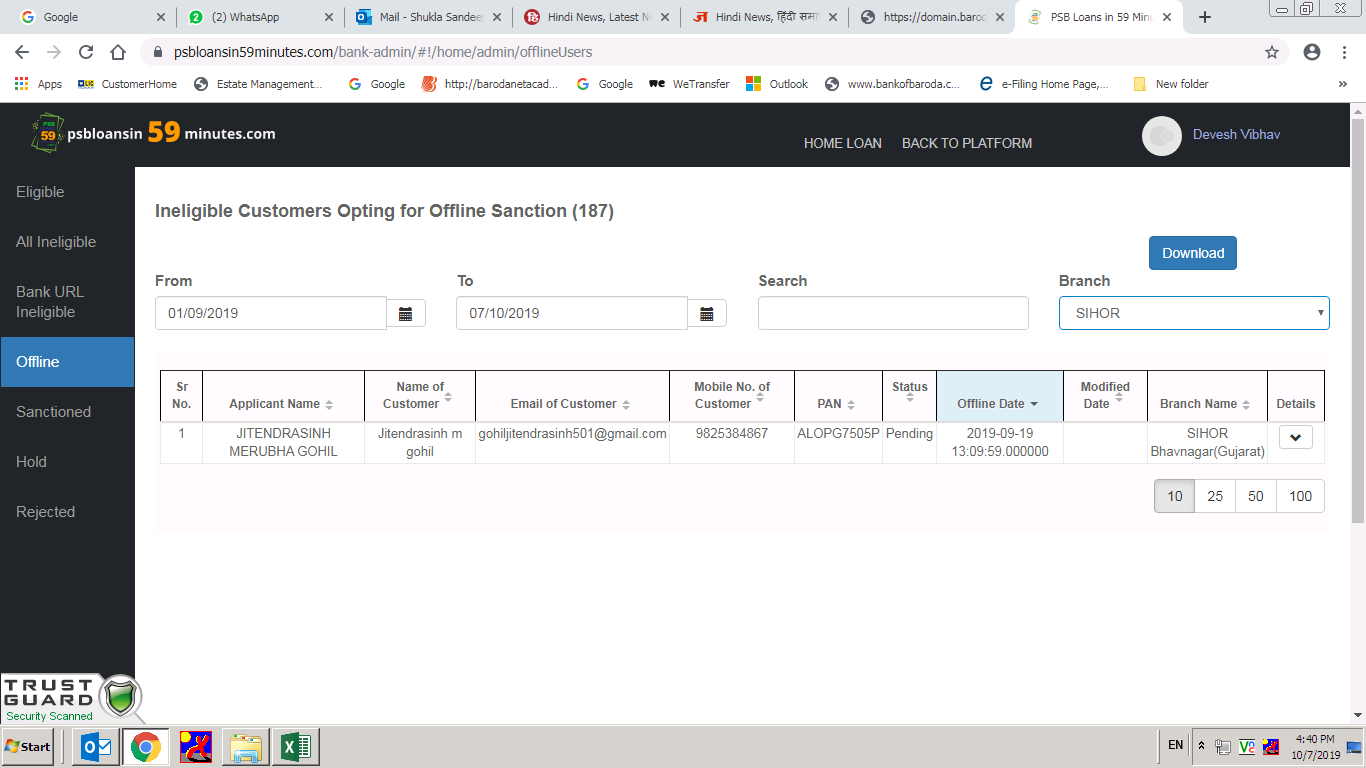 Google
(2) WhatsApp
Mail - Shukla Sandee
Hindi News, Latest N
Hindi News, हिंदी समा
https://domain.barod
PSB Loans in 59 Minu
psbloansin59minutes.com/bank-admin/#!/home/admin/offlineUsers
Apps
LIC CustomerHome
Estate Management...
Google
http://barodanetacad...
Google
we WeTransfer
Outlook
www.bankofbaroda.c...
e-Filing Home Page,...
New folder
PSB
59
psbloansin 59 minutes.com
HOME LOAN
BACK TO PLATFORM
Devesh Vibhav
Eligible
All Ineligible
Bank URL
Ineligible
Offline
Sanctioned
Hold
Rejected
Ineligible Customers Opting for Offline Sanction (187)
Download
From
To
Search
Branch
01/09/2019
07/10/2019
SIHOR
Sr
No.
Applicant Name
Name of
Customer
Email of Customer
Mobile No. of
Customer
PAN
Status
Offline Date
Modified
Date
Branch Name
Details
1
JITENDRASINH
MERUBHA GOHIL
Jitendrasinh m
gohil
gohiljitendrasinh501@gmail.com
9825384867
ALOPG7505P
Pending
2019-09-19
13:09:59.000000
SIHOR
Bhavnagar(Gujarat)
10 25 50 100
TRUST
GUARD
Security Scanned
Start
EN
4:40 PM
10/7/2019